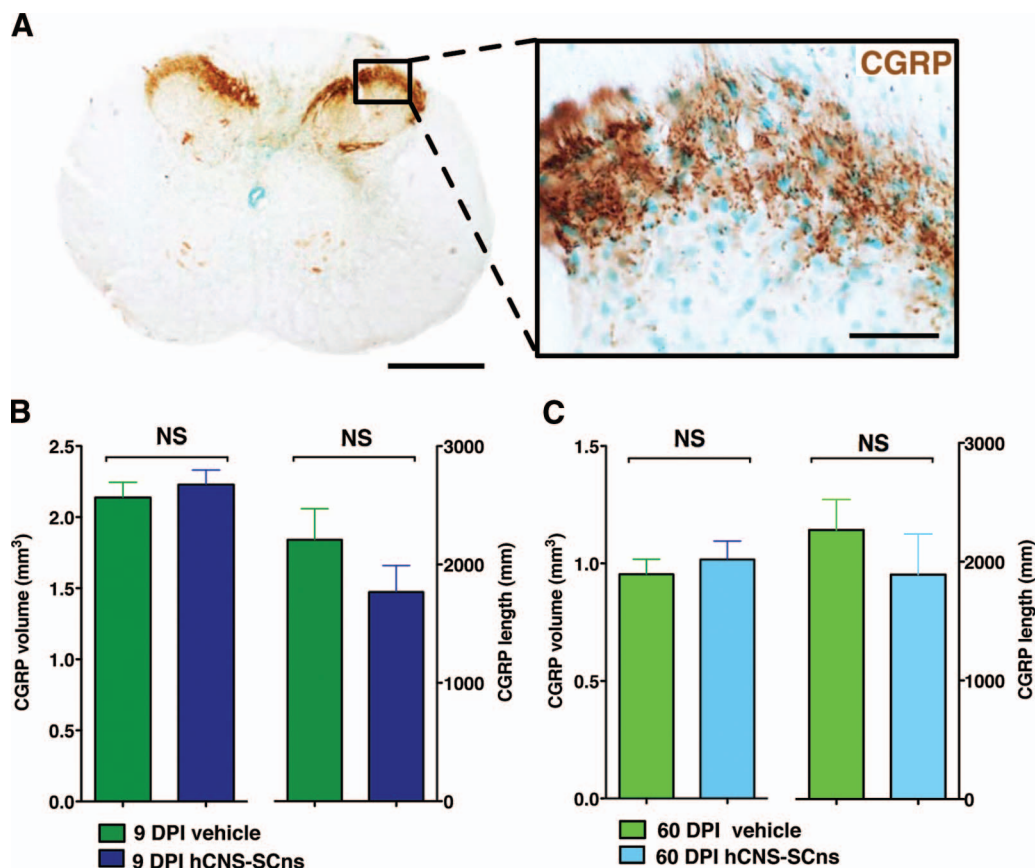 A
CGRP
B
NS
NS
CGRP volume (mm³)
2.5
2.0
1.5
1.0
0.5
0.0
3000
2000
1000
0
CGRP length (mm)
9 DPI vehicle
9 DPI hCNS-SCns
C
NS
NS
CGRP volume (mm³)
1.5
1.0
0.5
0.0
3000
2000
1000
0
CGRP length (mm)
60 DPI vehicle
60 DPI hCNS-SCns